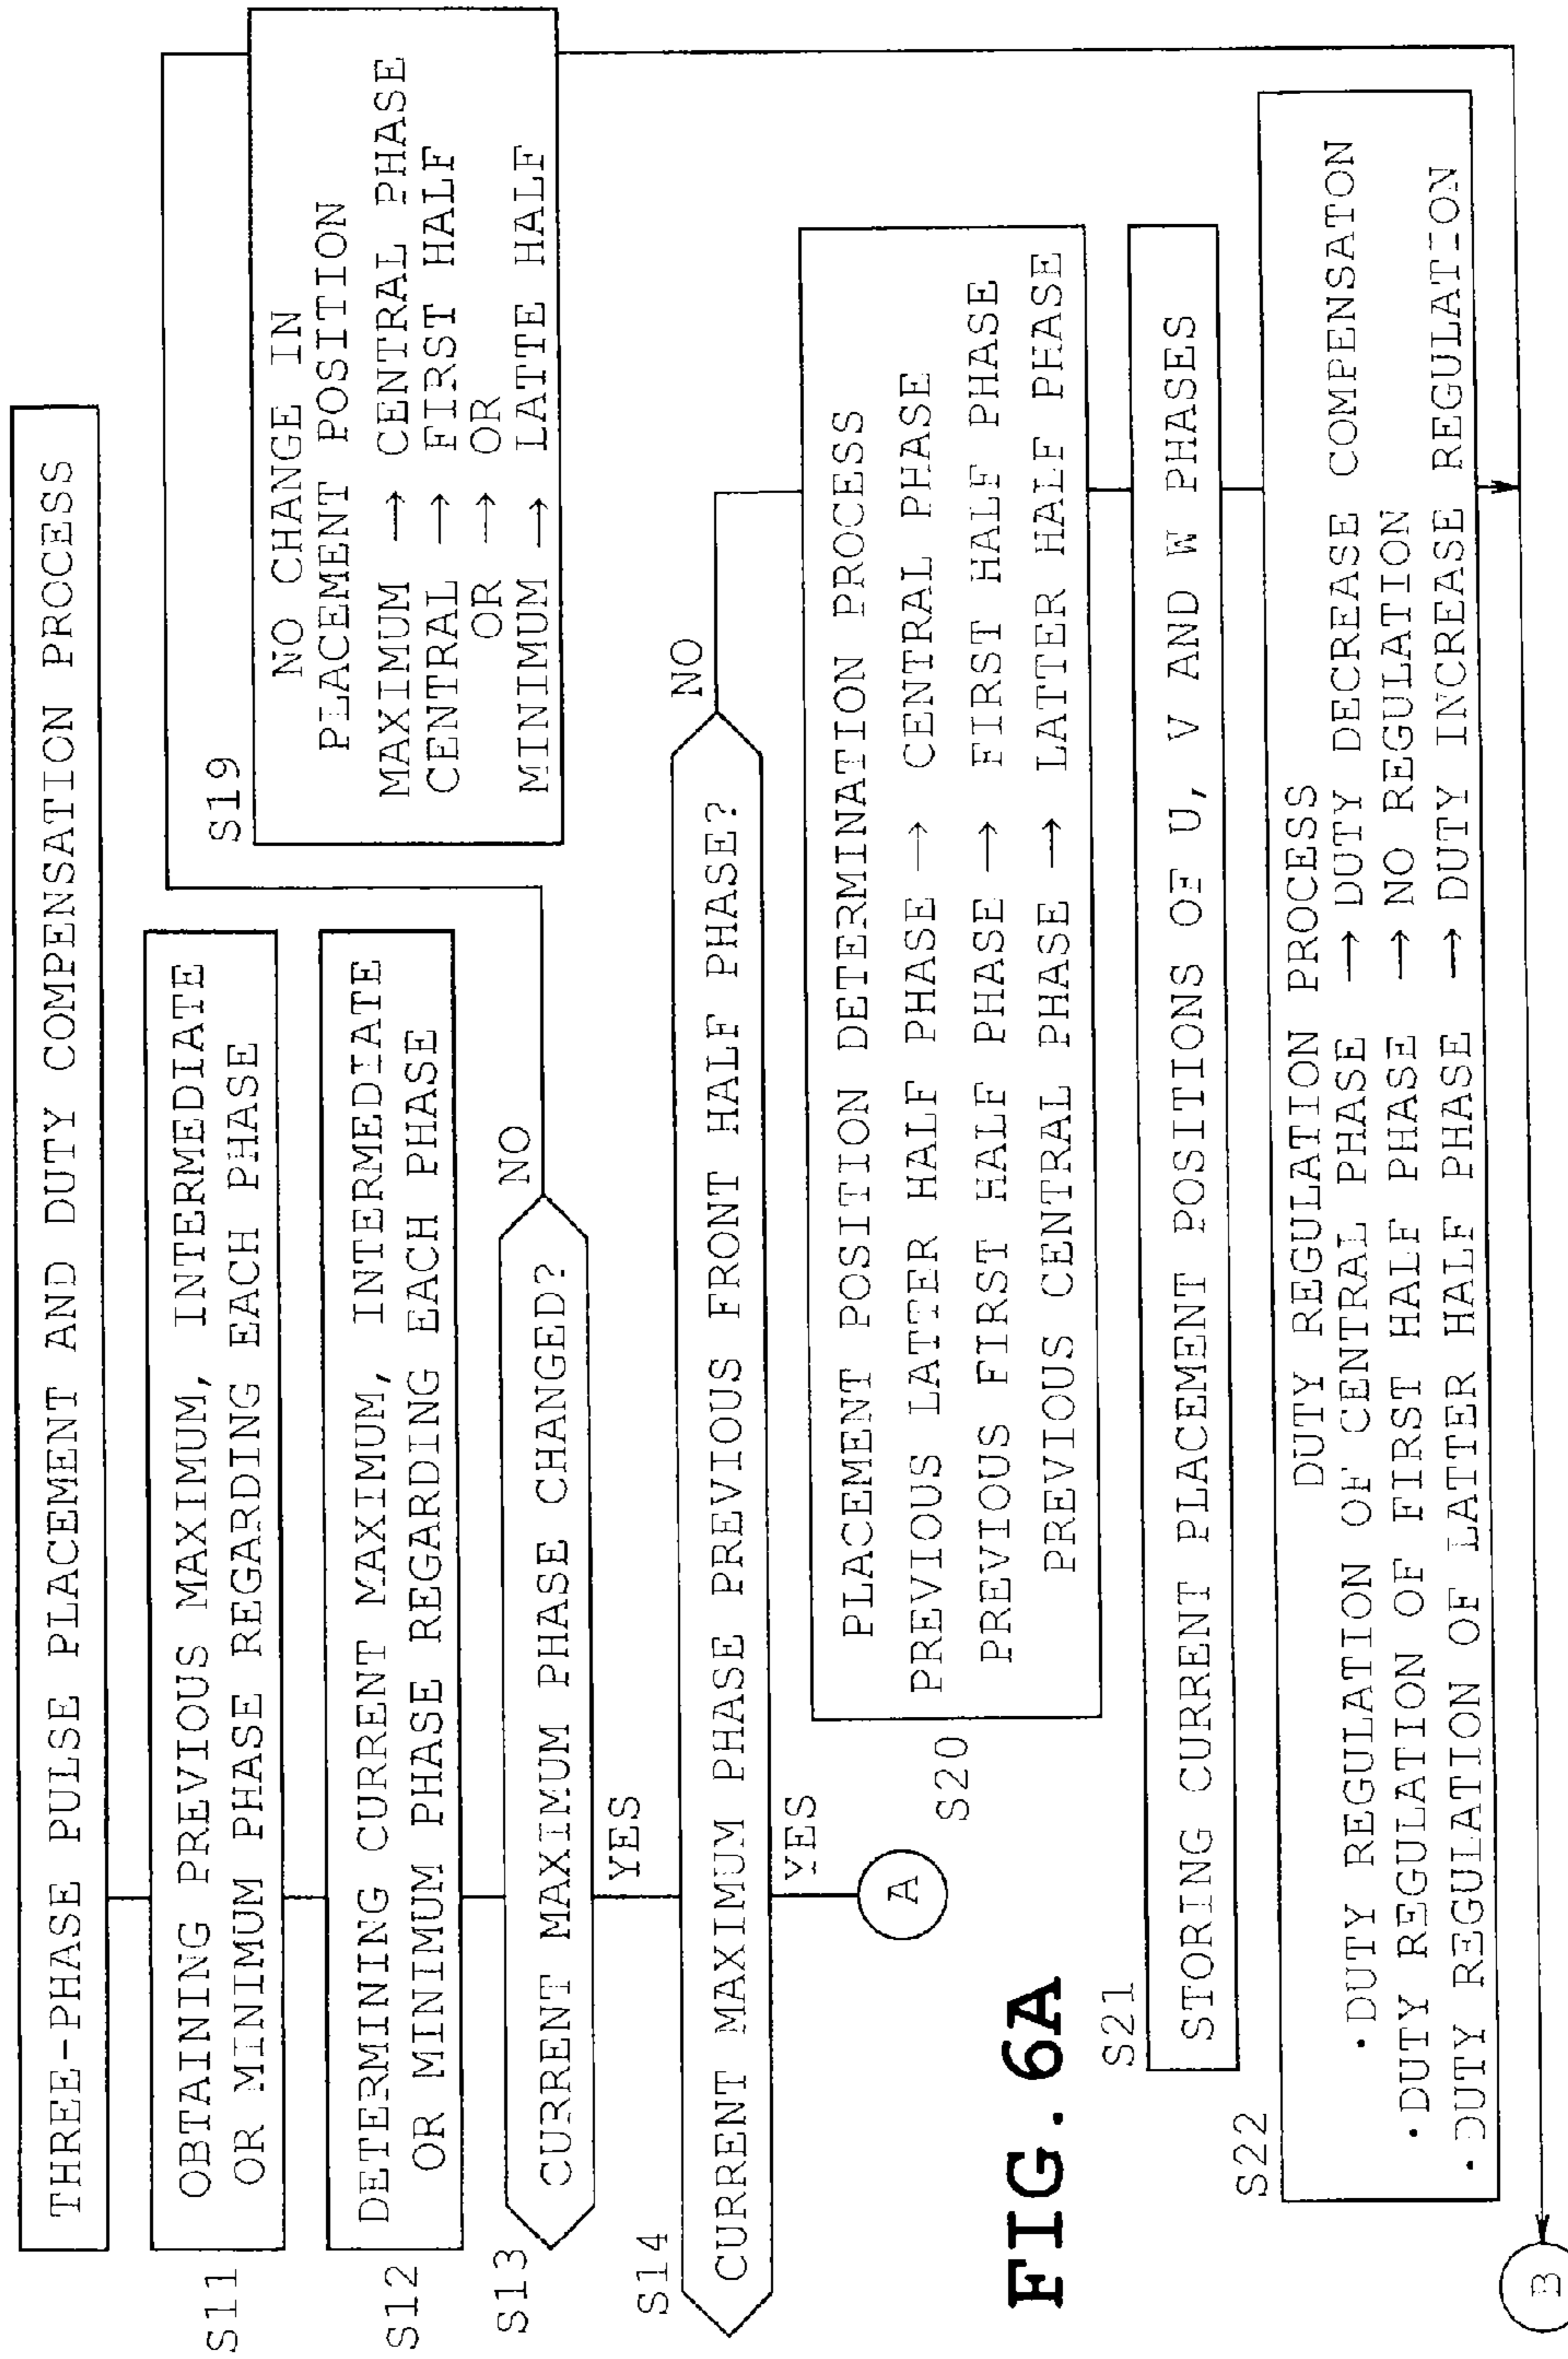 THREE-PHASE PULSE PLACEMENT AND DUTY COMPENSATION PROCESS
S11
OBTAINING PREVIOUS MAXIMUM, INTERMEDIATE
OR MINIMUM PHASE REGARDING EACH PHASE
S12
DETERMINING CURRENT MAXIMUM, INTERMEDIATE
OR MINIMUM PHASE REGARDING EACH PHASE
S13
CURRENT MAXIMUM PHASE CHANGED?
NO
YES
S19
NO CHANGE IN
PLACEMENT POSITION
MAXIMUM → CENTRAL PHASE
CENTRAL → FIRST HALF
OR → OR
MINIMUM → LATTE HALF
S14
CURRENT MAXIMUM PHASE PREVIOUS FRONT HALF PHASE?
NO
YES
A
S20
PLACEMENT POSITION DETERMINATION PROCESS
PREVIOUS LATTER HALF PHASE → CENTRAL PHASE
PREVIOUS FIRST HALF PHASE → FIRST HALF PHASE
PREVIOUS CENTRAL PHASE → LATTER HALF PHASE
FIG.6A
S21
STORING CURRENT PLACEMENT POSITIONS OF U, V AND W PHASES
S22
DUTY REGULATION PROCESS
·DUTY REGULATION OF CENTRAL PHASE → DUTY DECREASE COMPENSATON
·DUTY REGULATION OF FIRST HALF PHASE → NO REGULATION
·DUTY REGULATION OF LATTER HALF PHASE → DUTY INCREASE REGULATION
B